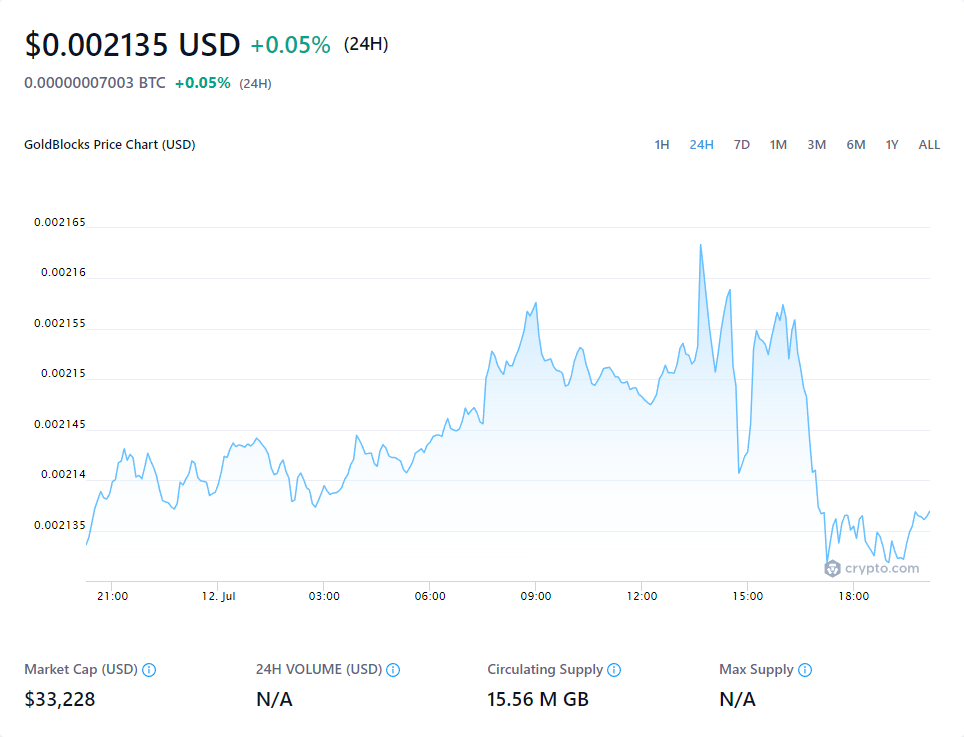 $0.002135 USD +0.05% (24H)
0.00000007003 BTC +0.05% (24H)
GoldBlocks Price Chart (USD) 1H 24H 7D 1M 3M 6M 1Y ALL
0.002165
0.00216
0.002155
0.00215
0.002145
0.00214
0.002135
crypto.com
21:00 12. Jul 03:00 06:00 09:00 12:00 15:00 18:00
Market Cap (USD) 24H VOLUME (USD) Circulating Supply Max Supply
$33,228 N/A 15.56 M GB N/A